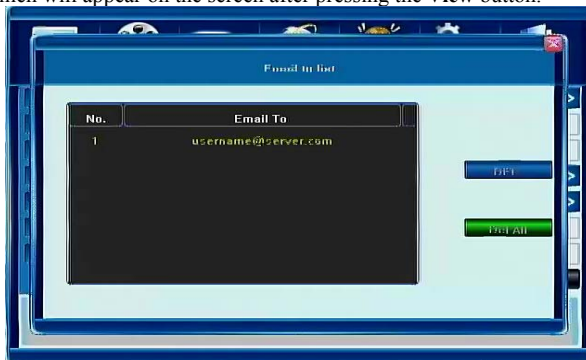 which will appear on the screen after pressing the View button.
Email to list
No. Email To
1 username@server.com
DEL
Del All